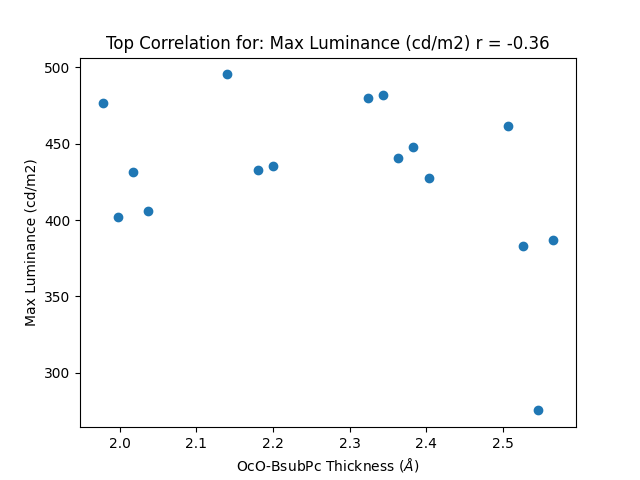 Top Correlation for: Max Luminance (cd/m2) r = -0.36
Max Luminance (cd/m2)
500
450
400
350
300
2.0 2.1 2.2 2.3 2.4 2.5
OcO-BsubPc Thickness (Å)